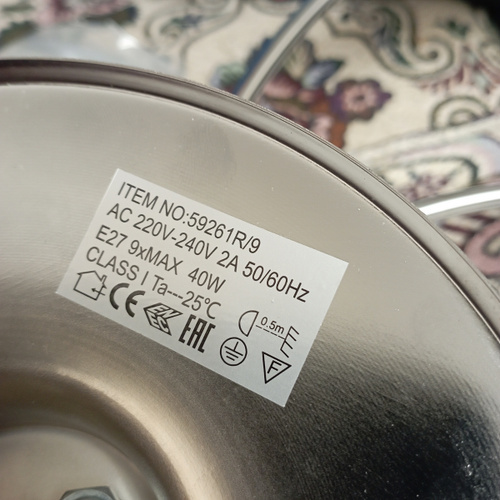 ITEM NO:59261R/9
AC 220V-240V 2A 50/60Hz
E27 9xMAX 40W
CLASS I Ta---25℃
CE EAC 0.5m F